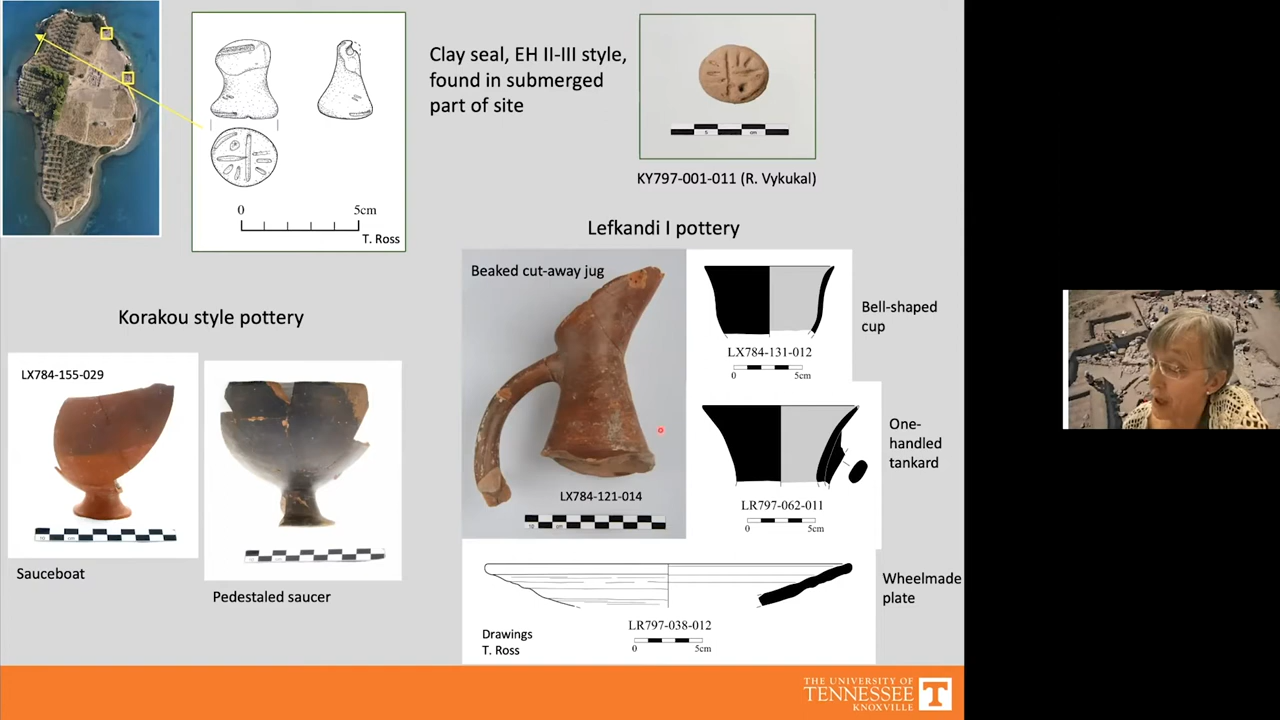 Clay seal, EH II-III style,
found in submerged
part of site
0 5cm
T. Ross
KY797-001-011 (R. Vykukal)
Lefkandi I pottery
Korakou style pottery
LX784-155-029
Sauceboat
Pedestaled saucer
Beaked cut-away jug
LX784-121-014
Bell-shaped
cup
LX784-131-012
0 5cm
One-
handled
tankard
LR797-062-011
0 5cm
Wheelmade
plate
LR797-038-012
0 5cm
Drawings
T. Ross
THE UNIVERSITY OF
TENNESSEE
KNOXVILLE
T